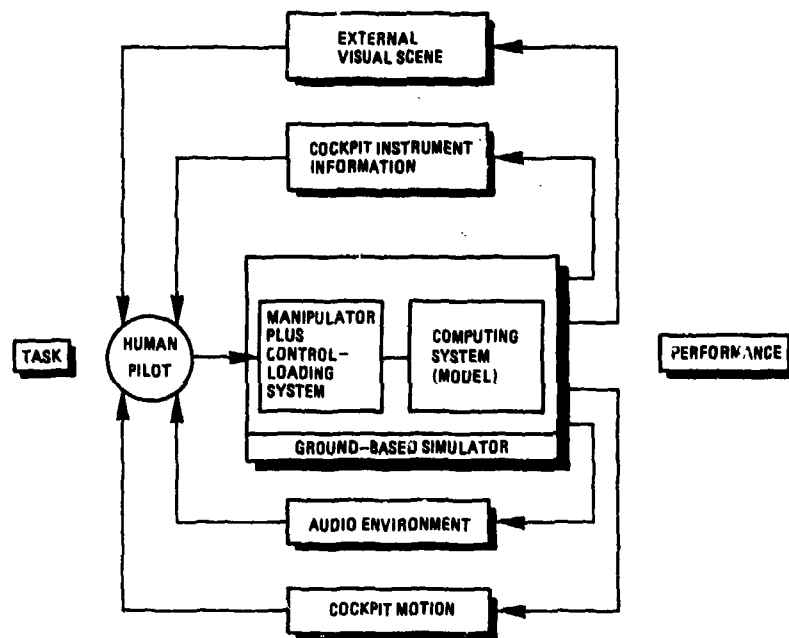 EXTERNAL
VISUAL SCENE
COCKPIT INSTRUMENT
INFORMATION
TASK
HUMAN
PILOT
MANIPULATOR
PLUS
CONTROL–
LOADING
SYSTEM
COMPUTING
SYSTEM
(MODEL)
PERFORMANCE
GROUND–BASED SIMULATOR
AUDIO ENVIRONMENT
COCKPIT MOTION